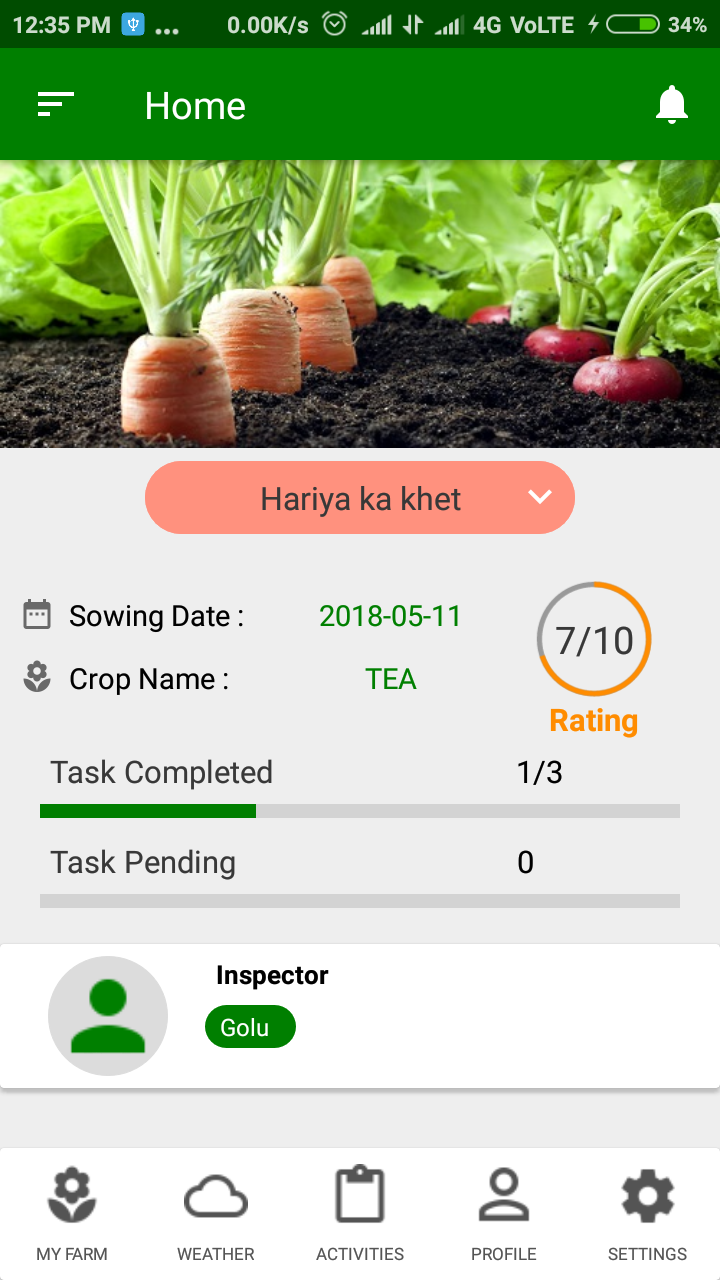 12:35 PM ... 0.00K/s 4G VoLTE 34%
Home
Hariya ka khet
Sowing Date : 2018-05-11
7/10
Crop Name : TEA
Rating
Task Completed 1/3
Task Pending 0
Inspector
Golu
MY FARM WEATHER ACTIVITIES PROFILE SETTINGS